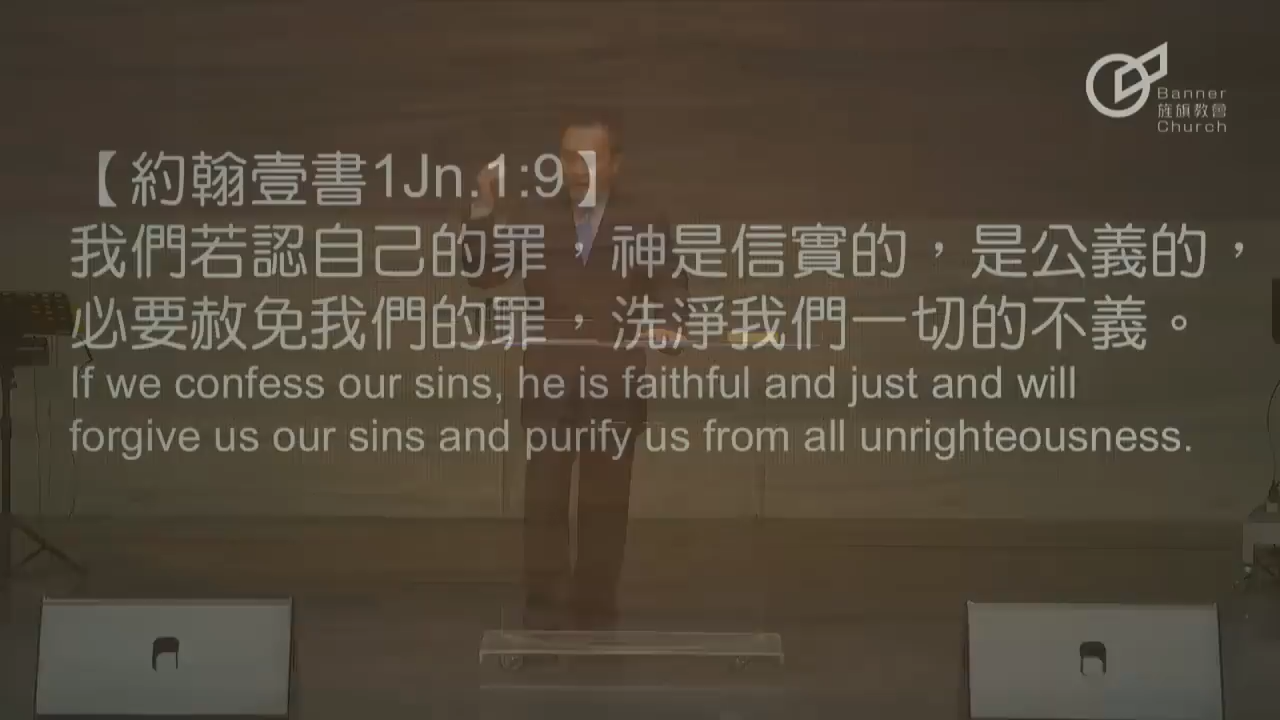 Banner
旌旗教會
Church
【約翰壹書1Jn.1:9】
我們若認自己的罪，神是信實的，是公義的，
必要赦免我們的罪，洗淨我們一切的不義。
If we confess our sins, he is faithful and just and will
forgive us our sins and purify us from all unrighteousness.